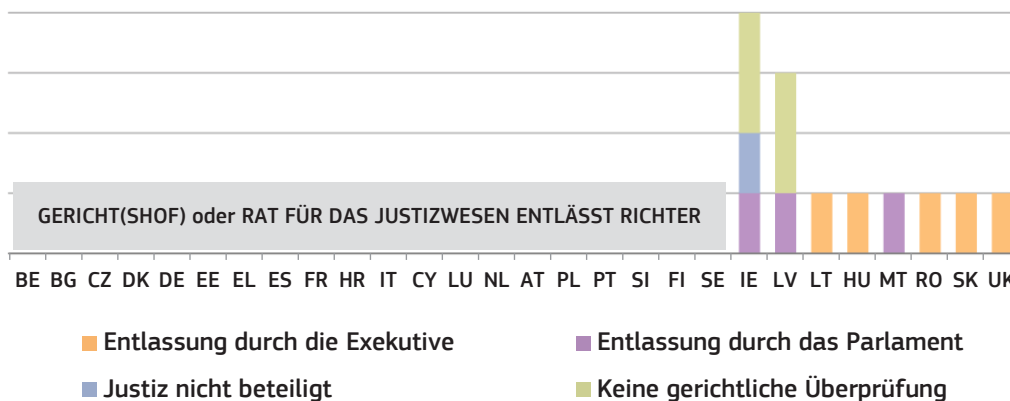 GERICHT(SHOF) oder RAT FÜR DAS JUSTIZWESEN ENTLÄSST RICHTER
BE BG CZ DK DE EE EL ES FR HR IT CY LU NL AT PL PT SI FI SE IE LV LT HU MT RO SK UK
Entlassung durch die Exekutive Entlassung durch das Parlament
Justiz nicht beteiligt Keine gerichtliche Überprüfung